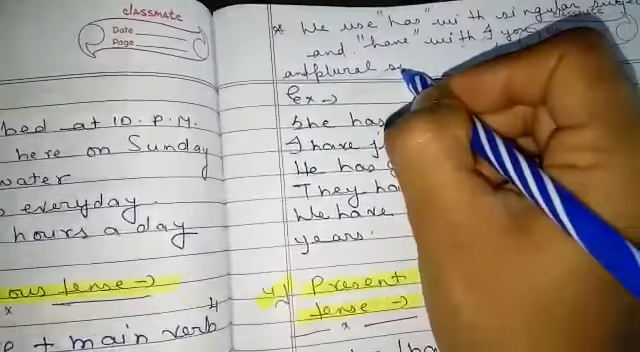 classmate
Date
Page
bed at 10 P.M.
here on Sunday
water
everyday.
hours a day
ous tense →
x
+ main verb
classmate
* We use "has" with singular
and "have" with I you
and plural
Ex →
She has
I have
He has
They ha
We have
years.
4) Present
tense →
x